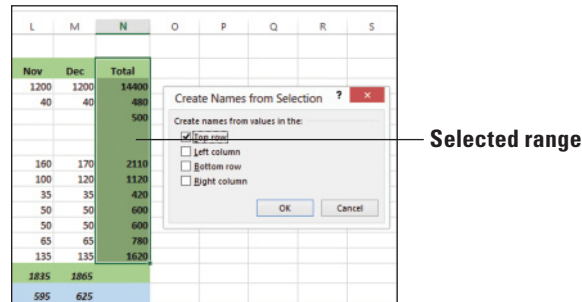 L M N O P Q R S
Nov Dec Total
1200 1200 14400
40 40 480
500
Create Names from Selection ? ×
Create names from values in the:
Top row
Left column
Bottom row
Right column
OK Cancel
Selected range
160 170 2110
100 120 1120
35 35 420
50 50 600
50 50 600
65 65 780
135 135 1620
1835 1865
595 625